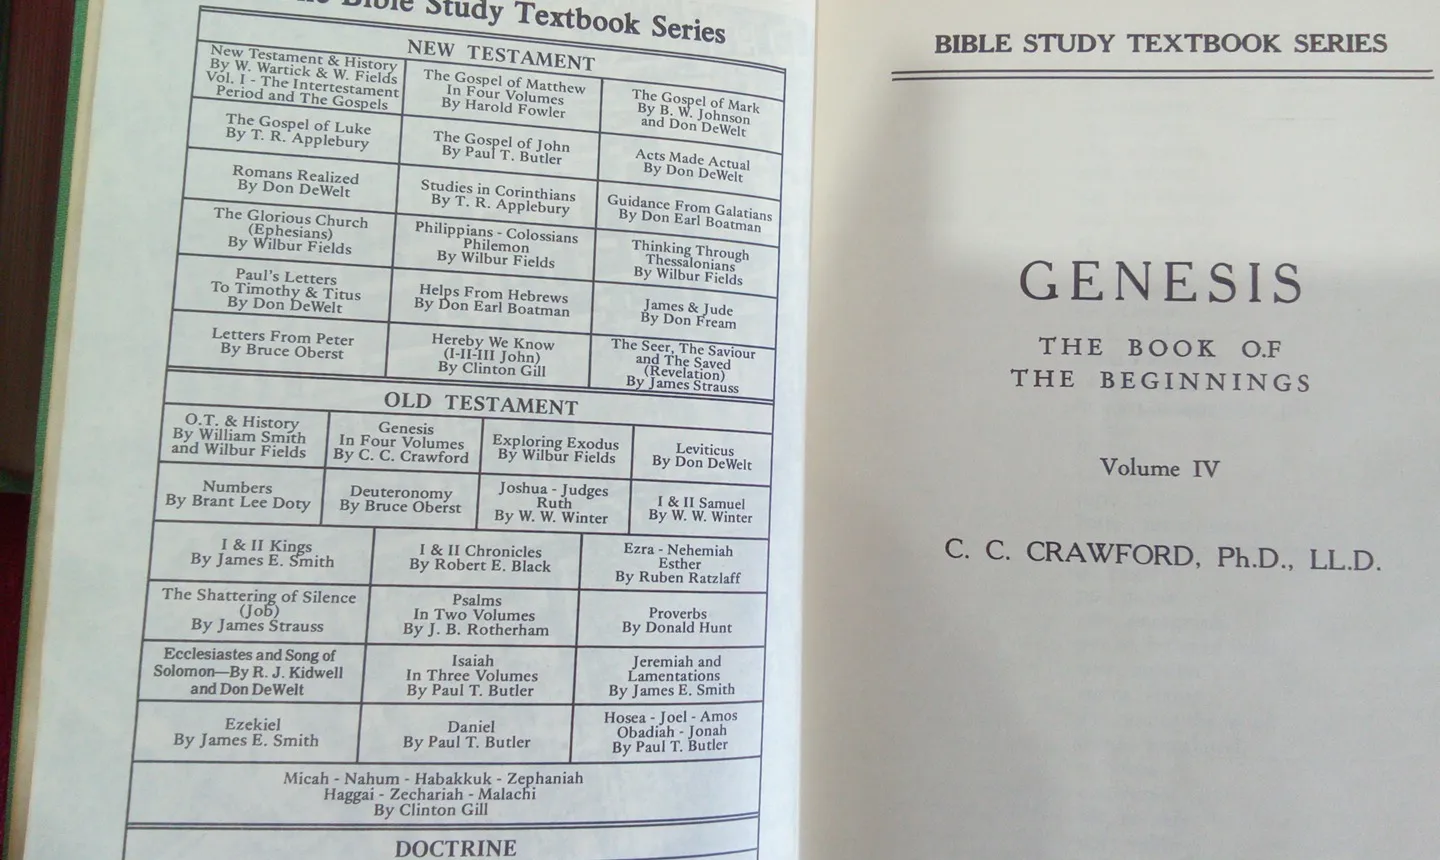 The Bible Study Textbook Series
NEW TESTAMENT
New Testament & History
By W. Wartick & W. Fields
Vol. I - The Intertestament
Period and The Gospels
The Gospel of Matthew
In Four Volumes
By Harold Fowler
The Gospel of Mark
By B. W. Johnson
and Don DeWelt
The Gospel of Luke
By T. R. Applebury
The Gospel of John
By Paul T. Butler
Acts Made Actual
By Don DeWelt
Romans Realized
By Don DeWelt
Studies in Corinthians
By T. R. Applebury
Guidance From Galatians
By Don Earl Boatman
The Glorious Church
(Ephesians)
By Wilbur Fields
Philippians - Colossians
Philemon
By Wilbur Fields
Thinking Through
Thessalonians
By Wilbur Fields
Paul's Letters
To Timothy & Titus
By Don DeWelt
Helps From Hebrews
By Don Earl Boatman
James & Jude
By Don Fream
Letters From Peter
By Bruce Oberst
Hereby We Know
(I-II-III John)
By Clinton Gill
The Seer, The Saviour
and The Saved
(Revelation)
By James Strauss
OLD TESTAMENT
O.T. & History
By William Smith
and Wilbur Fields
Genesis
In Four Volumes
By C. C. Crawford
Exploring Exodus
By Wilbur Fields
Leviticus
By Don DeWelt
Numbers
By Brant Lee Doty
Deuteronomy
By Bruce Oberst
Joshua - Judges
Ruth
By W. W. Winter
I & II Samuel
By W. W. Winter
I & II Kings
By James E. Smith
I & II Chronicles
By Robert E. Black
Ezra - Nehemiah
Esther
By Ruben Ratzlaff
The Shattering of Silence
(Job)
By James Strauss
Psalms
In Two Volumes
By J. B. Rotherham
Proverbs
By Donald Hunt
Ecclesiastes and Song of
Solomon—By R. J. Kidwell
and Don DeWelt
Isaiah
In Three Volumes
By Paul T. Butler
Jeremiah and
Lamentations
By James E. Smith
Ezekiel
By James E. Smith
Daniel
By Paul T. Butler
Hosea - Joel - Amos
Obadiah - Jonah
By Paul T. Butler
Micah - Nahum - Habakkuk - Zephaniah
Haggai - Zechariah - Malachi
By Clinton Gill
DOCTRINE
BIBLE STUDY TEXTBOOK SERIES
GENESIS
THE BOOK O.F
THE BEGINNINGS
Volume IV
C. C. CRAWFORD, Ph.D., LL.D.